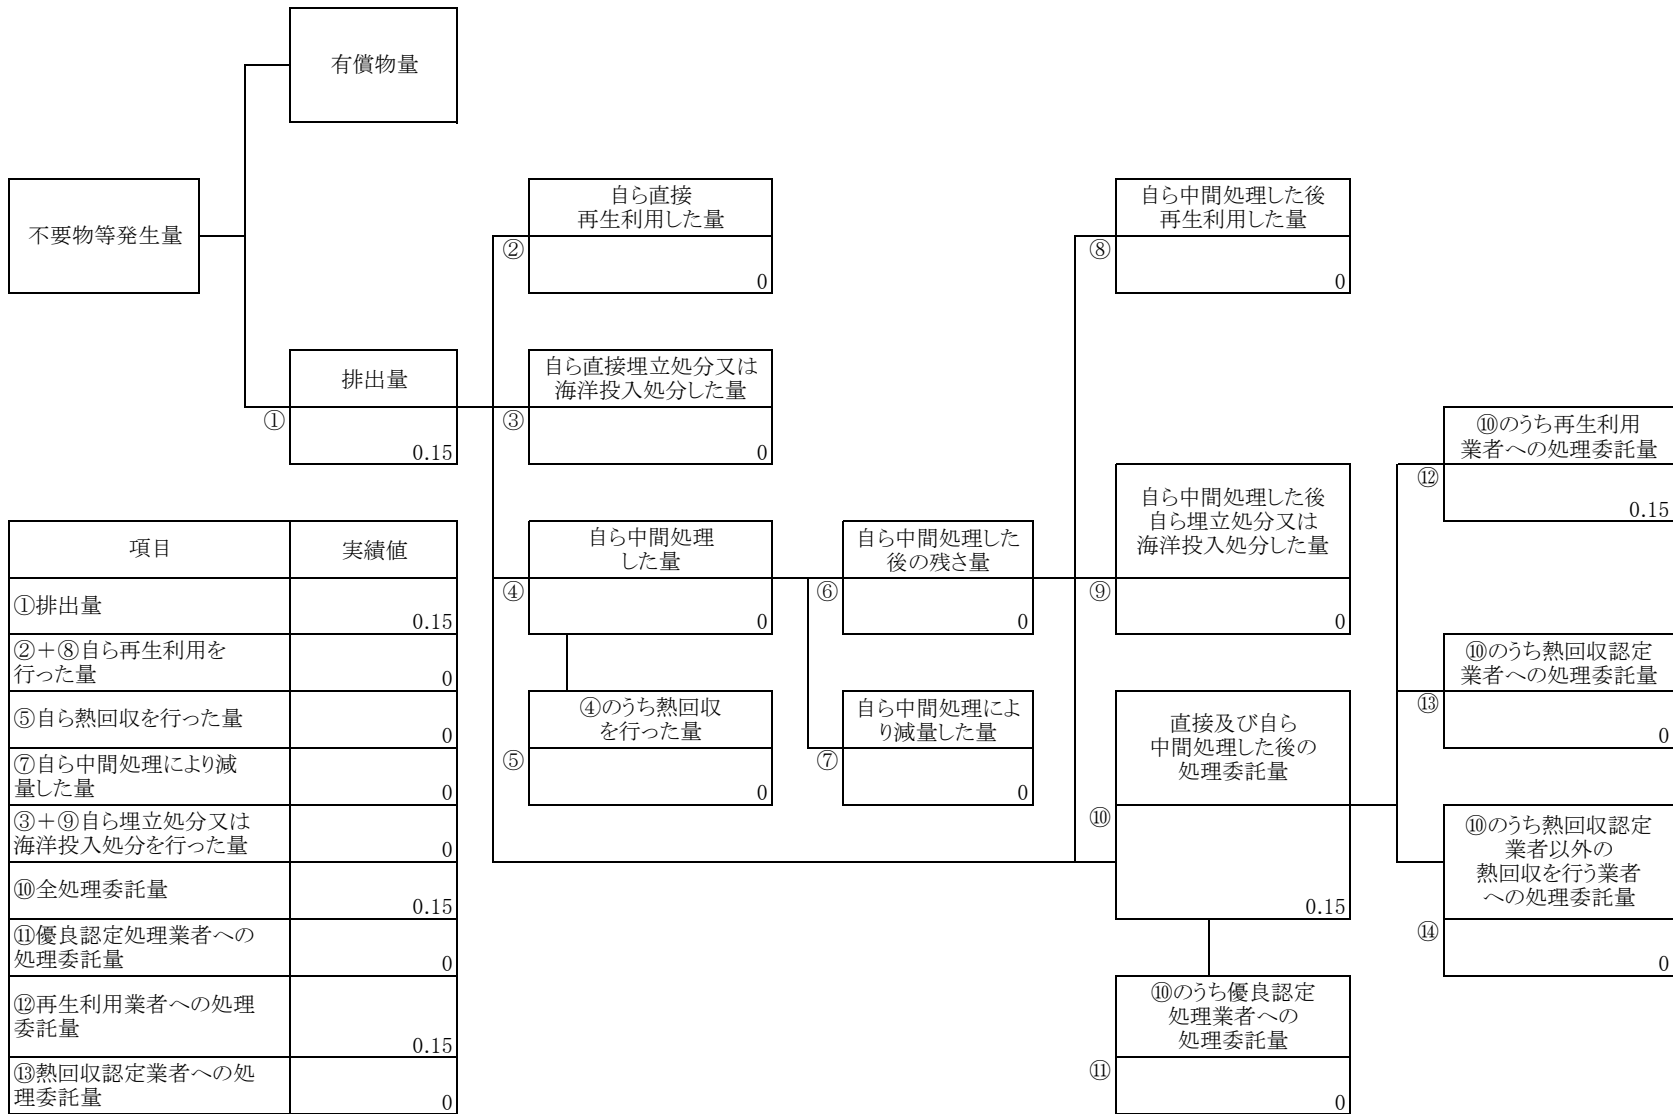 有償物量
不要物等発生量
自ら直接
再生利用した量
②
0
自ら中間処理した後
再生利用した量
⑧
0
排出量
①
0.15
自ら直接埋立処分又は
海洋投入処分した量
③
0
⑩のうち再生利用
業者への処理委託量
⑫
0.15
自ら中間処理した後
自ら埋立処分又は
海洋投入処分した量
⑨
0
自ら中間処理
した量
④
0
自ら中間処理した
後の残さ量
⑥
0
⑩のうち熱回収認定
業者への処理委託量
⑬
0
④のうち熱回収
を行った量
⑤
0
自ら中間処理によ
り減量した量
⑦
0
直接及び自ら
中間処理した後の
処理委託量
⑩
0.15
⑩のうち熱回収認定
業者以外の
熱回収を行う業者
への処理委託量
⑭
0
⑩のうち優良認定
処理業者への
処理委託量
⑪
0
項目 実績値
①排出量 0.15
②+⑧自ら再生利用を
行った量 0
⑤自ら熱回収を行った量 0
⑦自ら中間処理により減
量した量 0
③+⑨自ら埋立処分又は
海洋投入処分を行った量 0
⑩全処理委託量 0.15
⑪優良認定処理業者への
処理委託量 0
⑫再生利用業者への処理
委託量 0.15
⑬熱回収認定業者への処
理委託量 0